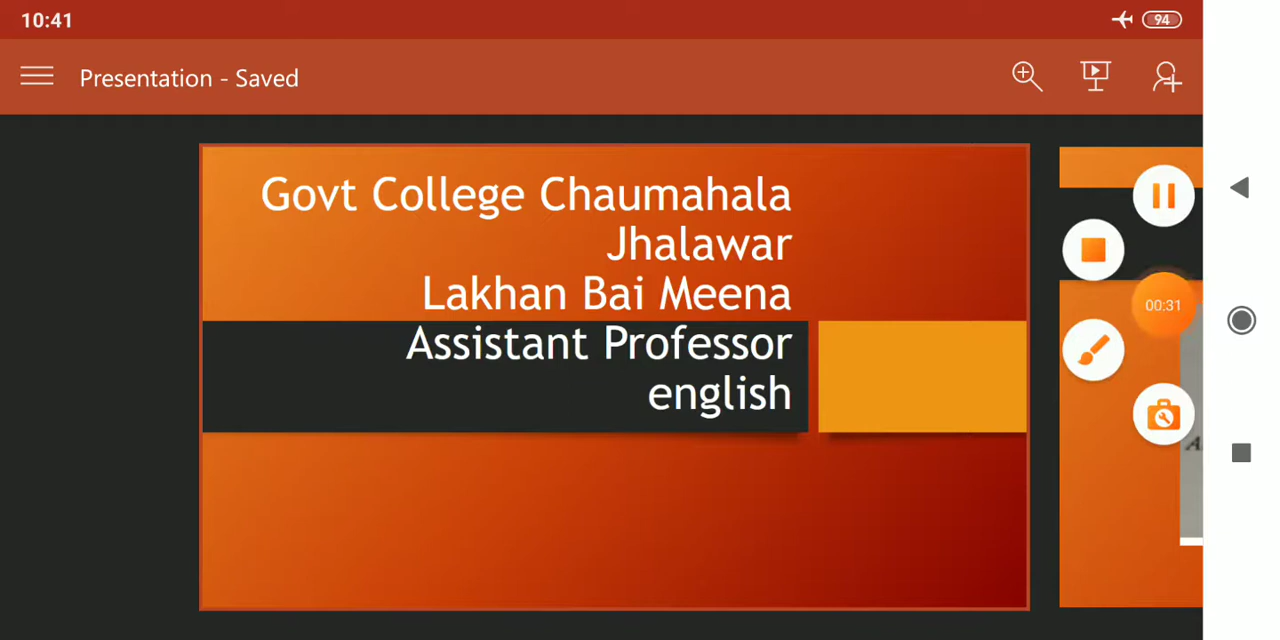 10:41
94
Presentation - Saved
Govt College Chaumahala
Jhalawar
Lakhan Bai Meena
Assistant Professor
english
00:31